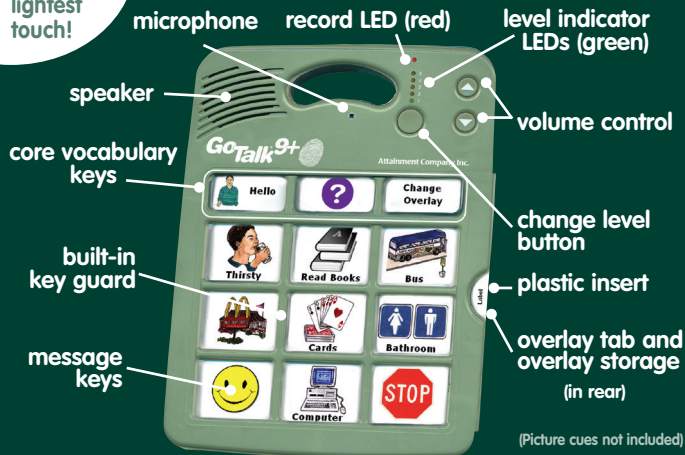 lightest
touch!
microphone
record LED (red)
level indicator
LEDs (green)
speaker
volume control
GoTalk 9+
Attainment Company Inc.
core vocabulary
keys
Hello
?
Change
Overlay
change level
button
built-in
key guard
Thirsty
Read Books
Bus
plastic insert
Label
Cards
Bathroom
overlay tab and
overlay storage
(in rear)
message
keys
Computer
STOP
(Picture cues not included)